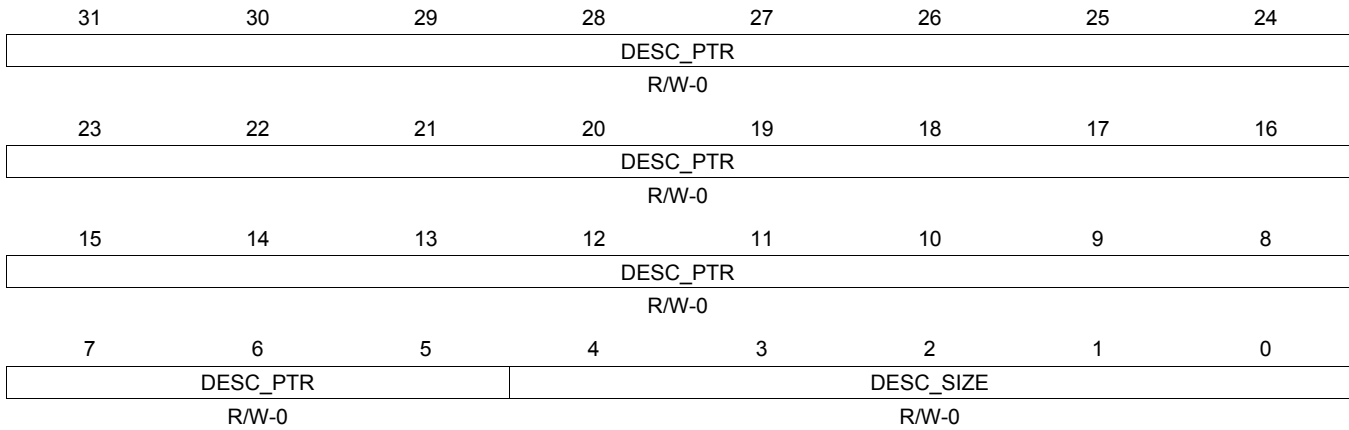 31 30 29 28 27 26 25 24
DESC_PTR
R/W-0
23 22 21 20 19 18 17 16
DESC_PTR
R/W-0
15 14 13 12 11 10 9 8
DESC_PTR
R/W-0
7 6 5 4 3 2 1 0
DESC_PTR DESC_SIZE
R/W-0 R/W-0